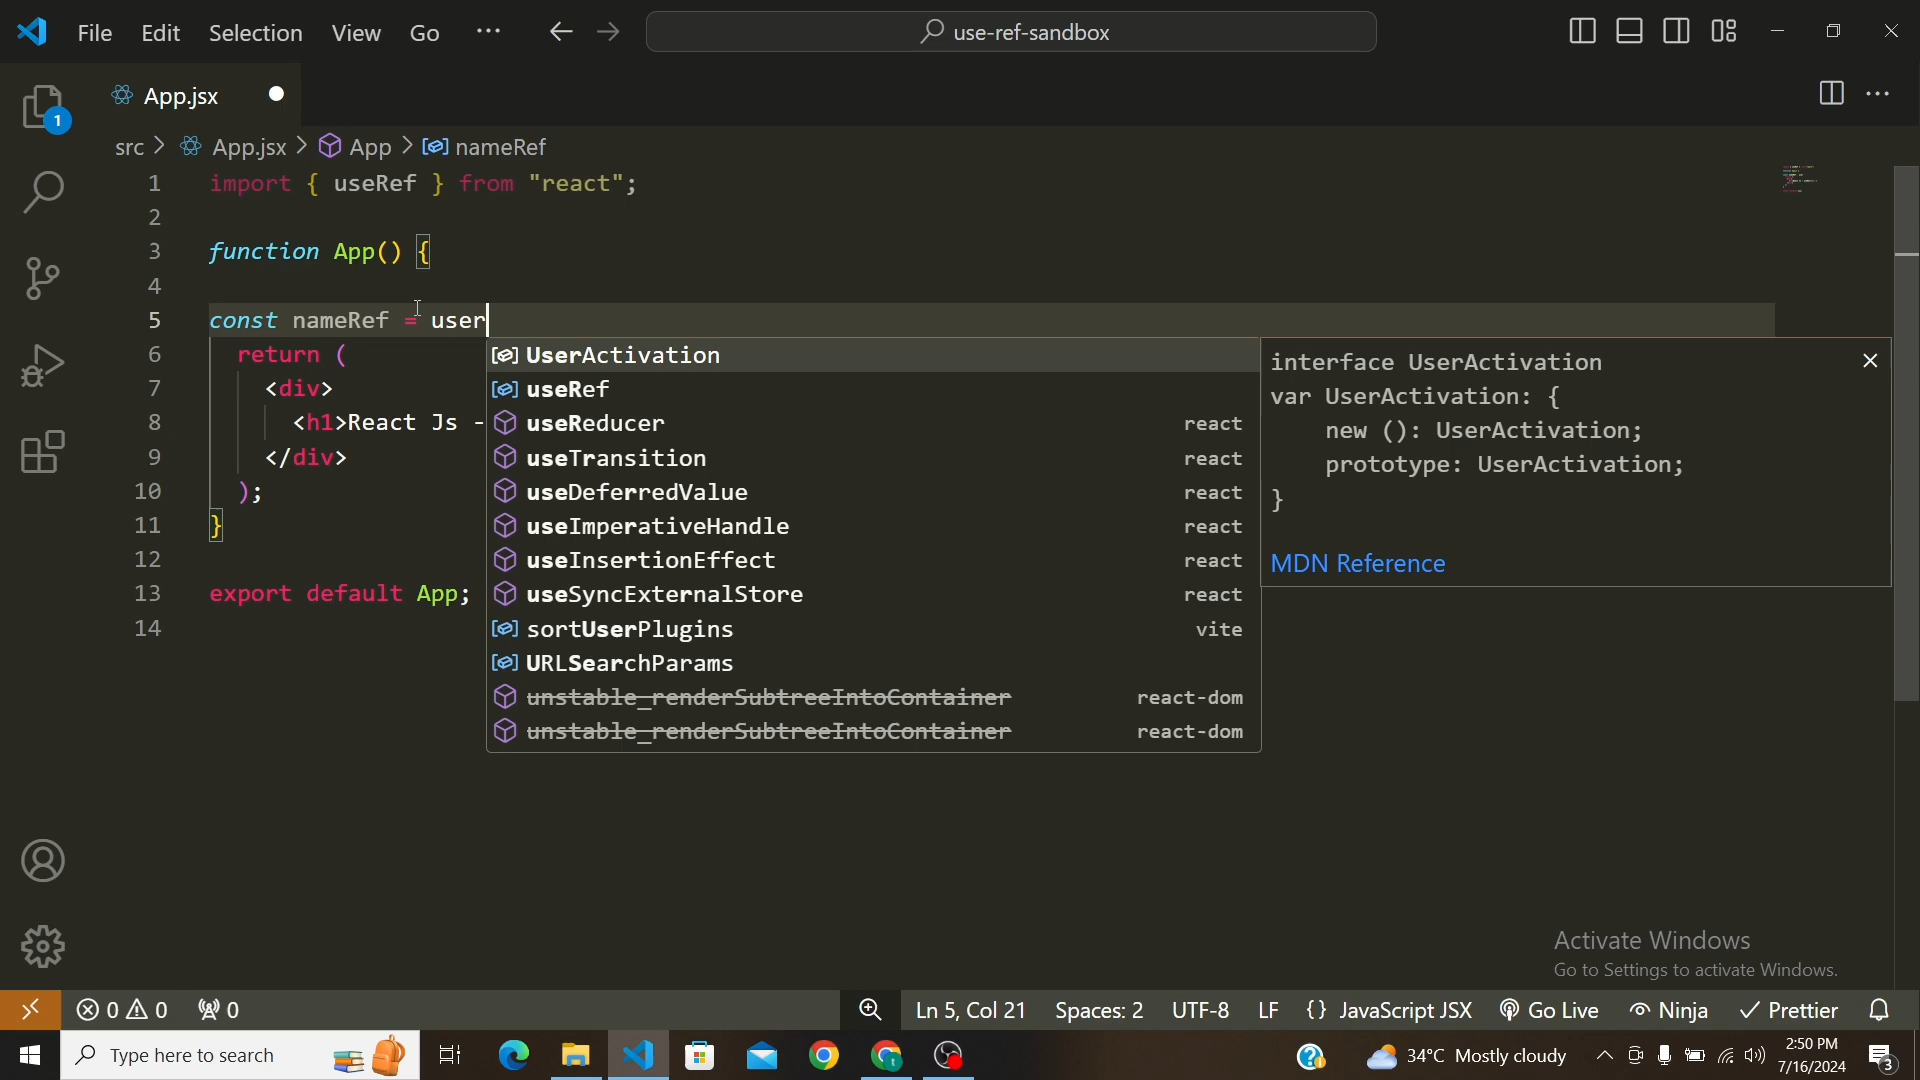 File Edit Selection View Go ··· use-ref-sandbox
App.jsx
1
src > App.jsx > App > nameRef
1 import { useRef } from "react";
2
3 function App() {
4
5 const nameRef = user
6 return (
7 <div>
8 <h1>React Js -
9 </div>
10 );
11 }
12
13 export default App;
14
UserActivation
useRef
useReducer react
useTransition react
useDeferredValue react
useImperativeHandle react
useInsertionEffect react
useSyncExternalStore react
sortUserPlugins vite
URLSearchParams
unstable_renderSubtreeIntoContainer react-dom
unstable_renderSubtreeIntoContainer react-dom
interface UserActivation
var UserActivation: {
new (): UserActivation;
prototype: UserActivation;
}
MDN Reference
Activate Windows
Go to Settings to activate Windows.
0 0 0 Ln 5, Col 21 Spaces: 2 UTF-8 LF {} JavaScript JSX Go Live Ninja Prettier
Type here to search 34°C Mostly cloudy 2:50 PM
7/16/2024 3